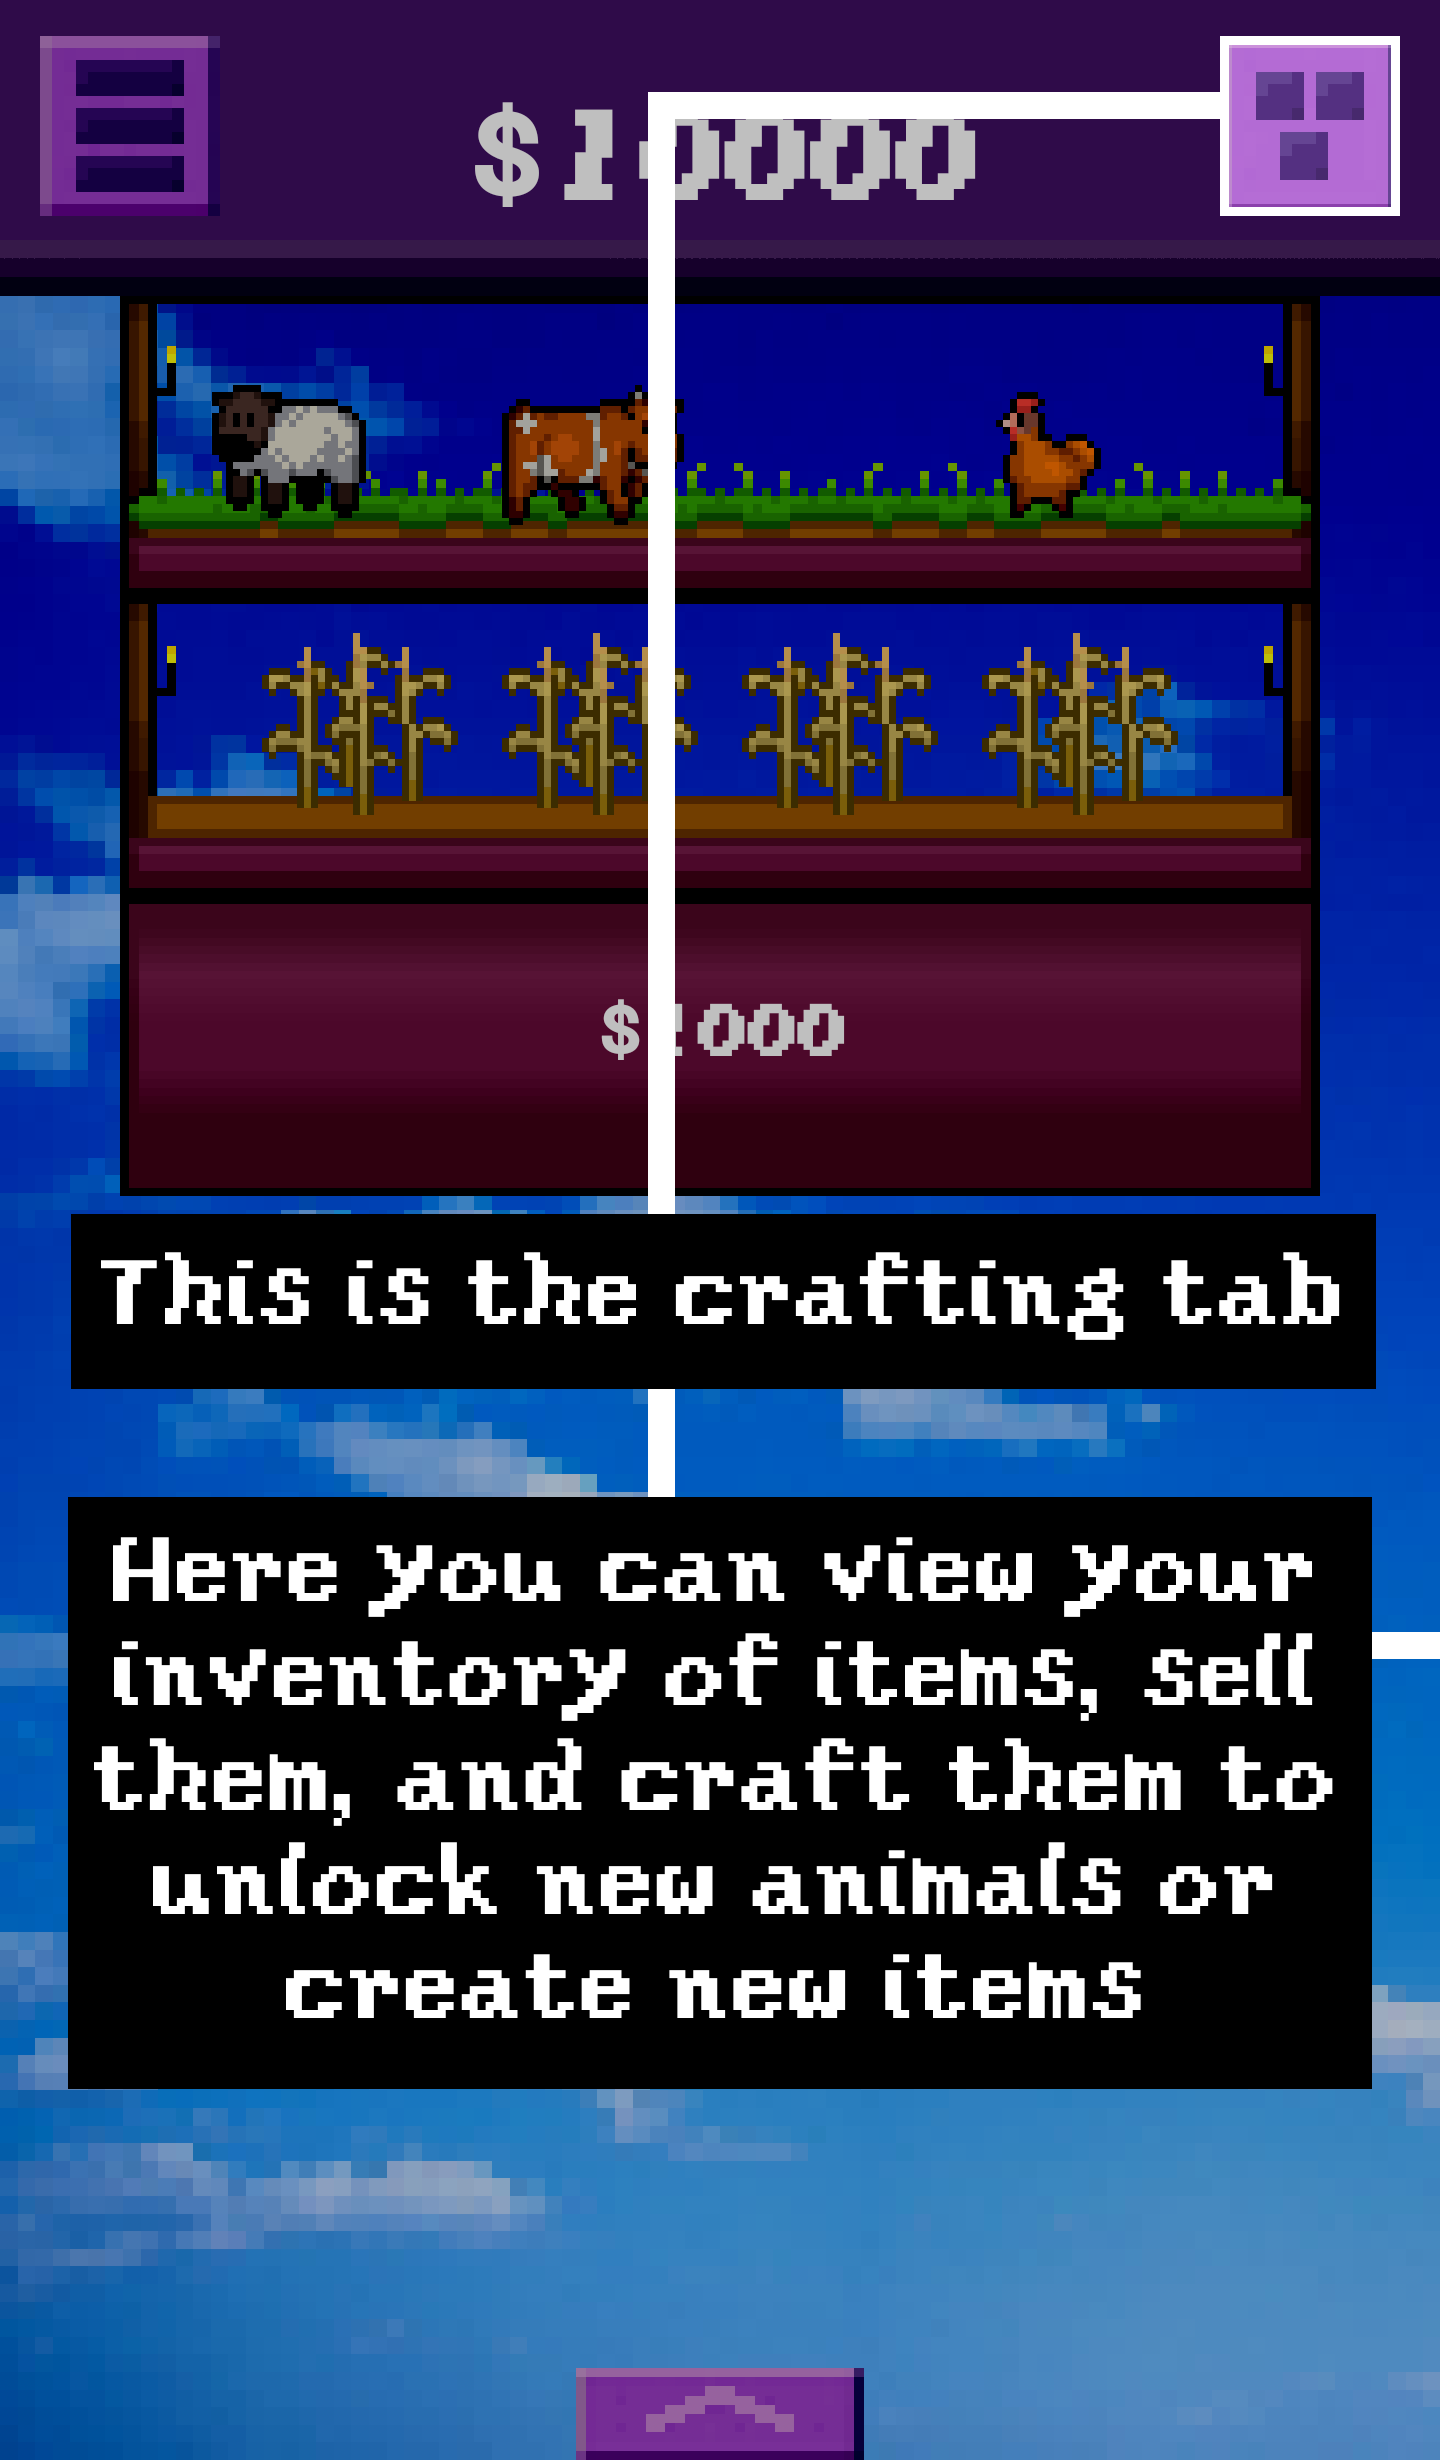 $10000
This is the crafting tab
Here you can view your
inventory of items, sell
them, and craft them to
unlock new animals or
create new items